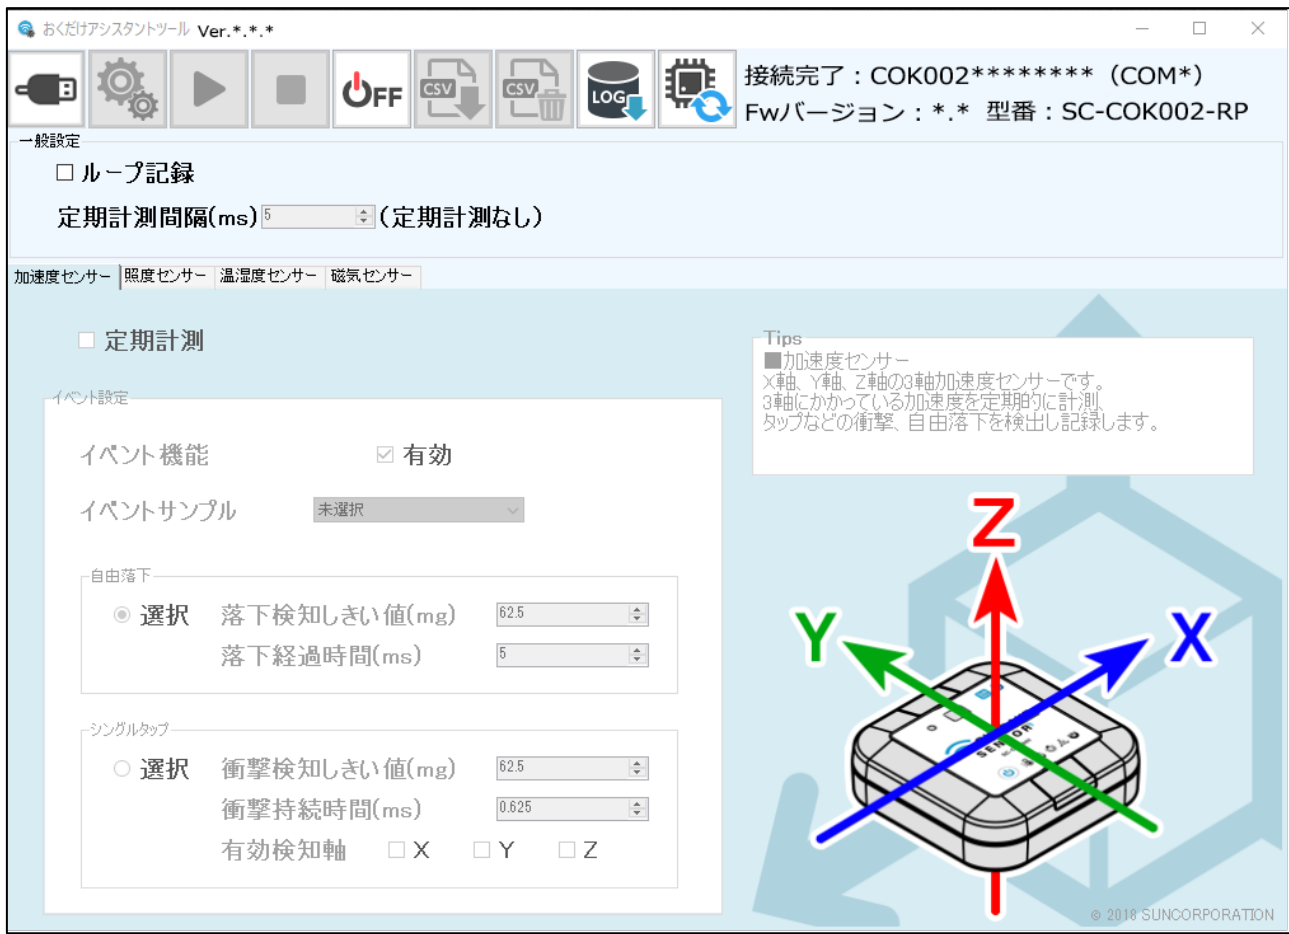 おくだけアシスタントツール Ver.*.*.*
OFF
CSV
CSV
LOG
接続完了：COK002******** （COM*）
Fwバージョン：*.* 型番：SC-COK002-RP
一般設定
ループ記録
定期計測間隔(ms) 5 (定期計測なし)
加速度センサー 照度センサー 温湿度センサー 磁気センサー
定期計測
イベント設定
イベント機能 有効
イベントサンプル 未選択
自由落下
選択 落下検知しきい値(mg) 62.5
落下経過時間(ms) 5
シングルタップ
選択 衝撃検知しきい値(mg) 62.5
衝撃持続時間(ms) 0.625
有効検知軸 X Y Z
Tips
■加速度センサー
X軸、Y軸、Z軸の3軸加速度センサーです。
3軸にかかっている加速度を定期的に計測、
タップなどの衝撃、自由落下を検出し記録します。
Z
Y
X
SENSOR
© 2018 SUNCORPORATION